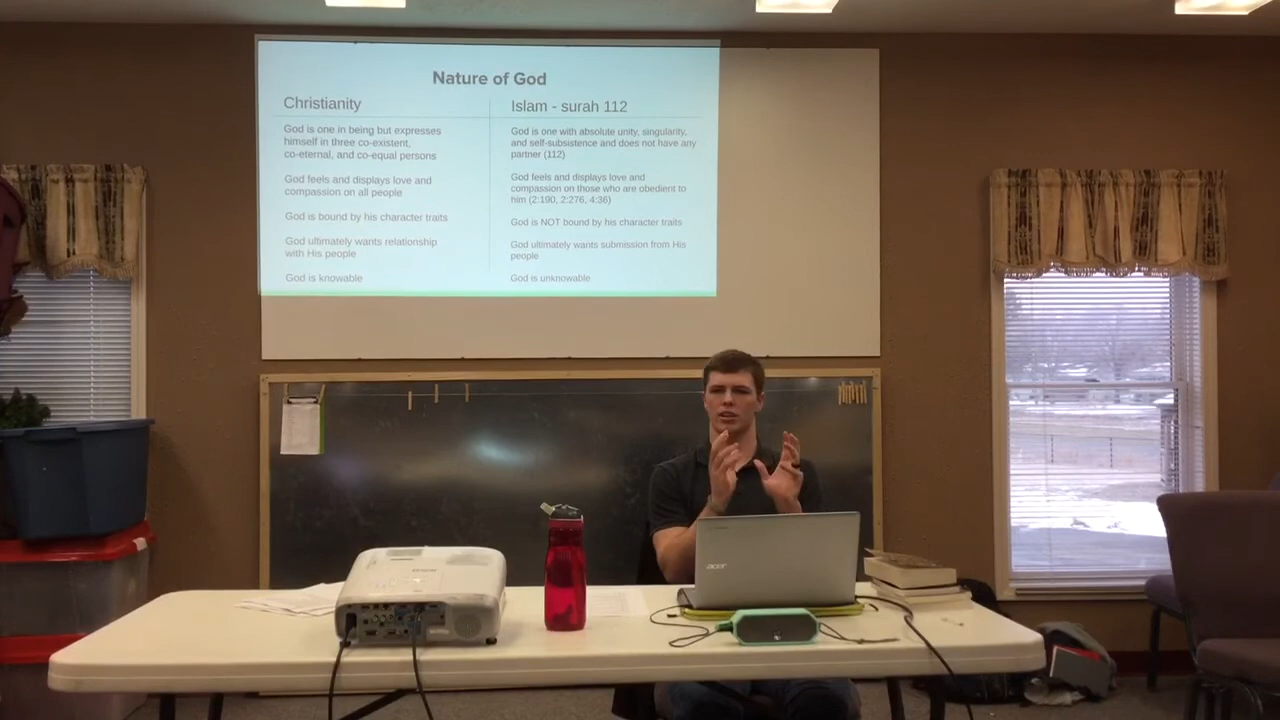 Nature of God
Christianity
God is one in being but expresses
himself in three co-existent,
co-eternal, and co-equal persons
God feels and displays love and
compassion on all people
God is bound by his character traits
God ultimately wants relationship
with His people
God is knowable
Islam - surah 112
God is one with absolute unity, singularity,
and self-subsistence and does not have any
partner (112)
God feels and displays love and
compassion on those who are obedient to
him (2:190, 2:276, 4:36)
God is NOT bound by his character traits
God ultimately wants submission from His
people
God is unknowable
acer